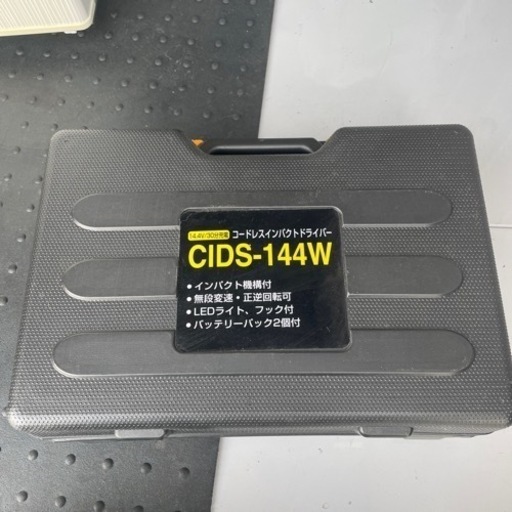 14.4V/30分充電 コードレスインパクトドライバー
CIDS-144W
●インパクト機構付
●無段変速・正逆回転可
●LEDライト、フック付
●バッテリーパック2個付